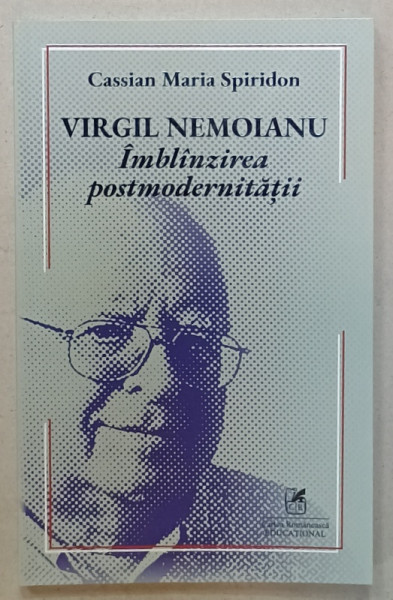 Cassian Maria Spiridon
VIRGIL NEMOIANU
Îmblînzirea
postmodernității
Cartea Românească
EDUCAȚIONAL